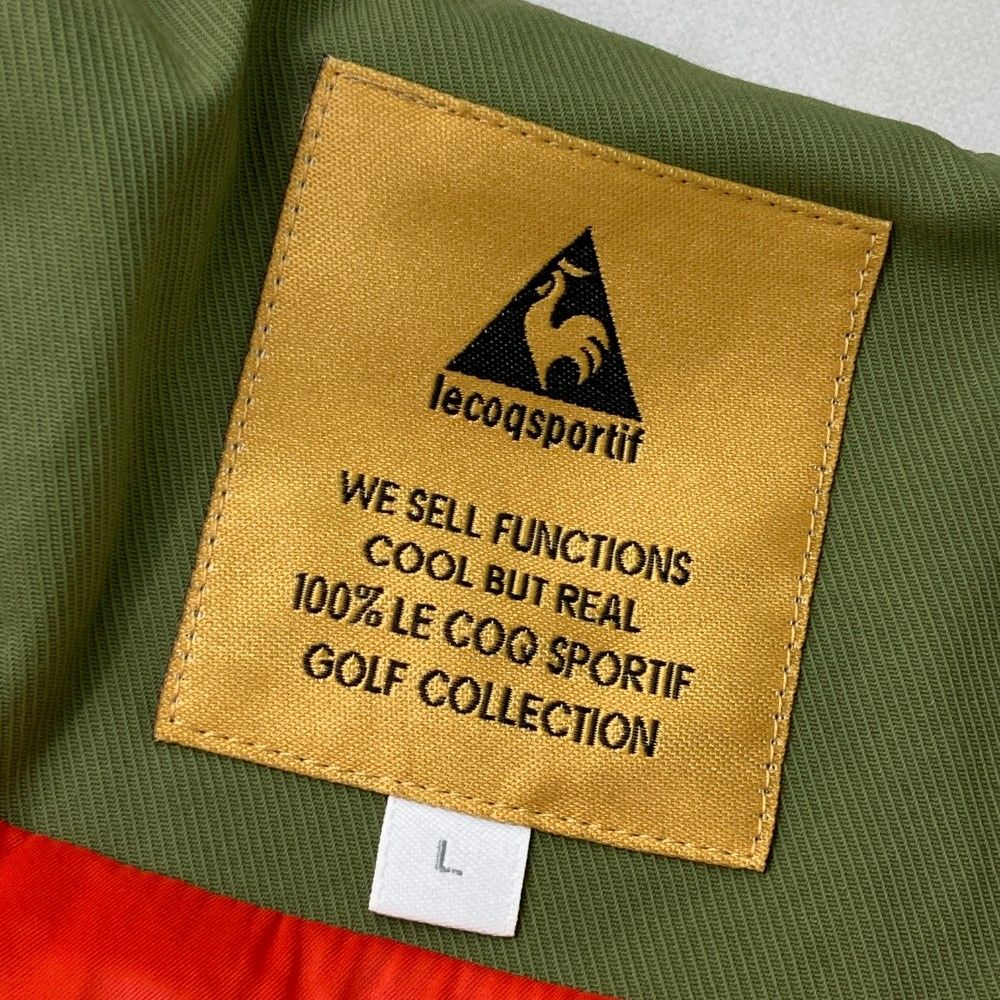 lecoqsportif
WE SELL FUNCTIONS
COOL BUT REAL
100% LE COQ SPORTIF
GOLF COLLECTION
L